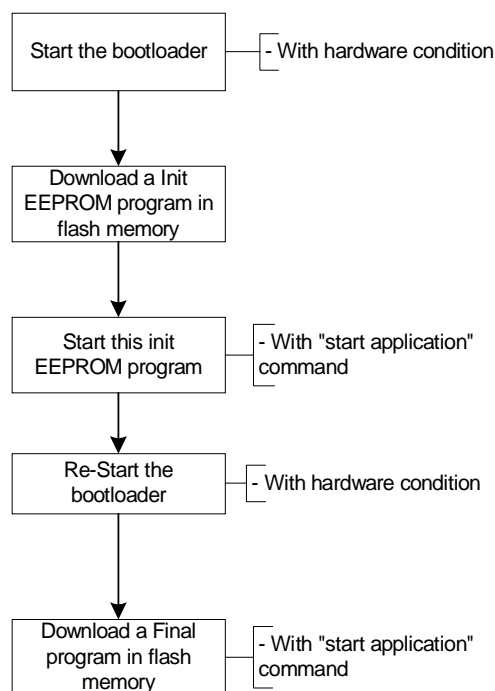 Start the bootloader
- With hardware condition
Download a Init
EEPROM program in
flash memory
Start this init
EEPROM program
- With "start application"
command
Re-Start the
bootloader
- With hardware condition
Download a Final
program in flash
memory
- With "start application"
command